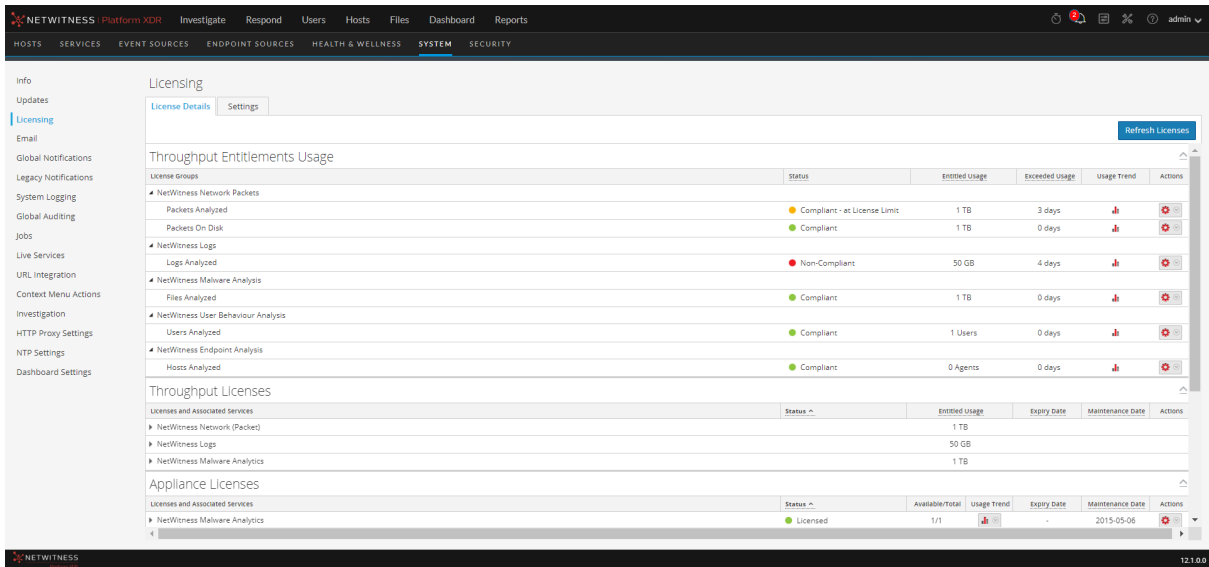 NETWITNESS Platform XDR Investigate Respond Users Hosts Files Dashboard Reports 2 admin
HOSTS SERVICES EVENT SOURCES ENDPOINT SOURCES HEALTH & WELLNESS SYSTEM SECURITY
Info
Updates
Licensing
Email
Global Notifications
Legacy Notifications
System Logging
Global Auditing
Jobs
Live Services
URL Integration
Context Menu Actions
Investigation
HTTP Proxy Settings
NTP Settings
Dashboard Settings
Licensing
License Details Settings
Refresh Licenses
Throughput Entitlements Usage
License Groups Status Entitled Usage Exceeded Usage Usage Trend Actions
NetWitness Network Packets
Packets Analyzed Compliant - at License Limit 1 TB 3 days
Packets On Disk Compliant 1 TB 0 days
NetWitness Logs
Logs Analyzed Non-Compliant 50 GB 4 days
NetWitness Malware Analysis
Files Analyzed Compliant 1 TB 0 days
NetWitness User Behaviour Analysis
Users Analyzed Compliant 1 Users 0 days
NetWitness Endpoint Analysis
Hosts Analyzed Compliant 0 Agents 0 days
Throughput Licenses
Licenses and Associated Services Status Entitled Usage Expiry Date Maintenance Date Actions
NetWitness Network (Packet) 1 TB
NetWitness Logs 50 GB
NetWitness Malware Analytics 1 TB
Appliance Licenses
Licenses and Associated Services Status Available/Total Usage Trend Expiry Date Maintenance Date Actions
NetWitness Malware Analytics Licensed 1/1 - 2015-05-06
NETWITNESS 12.1.0.0